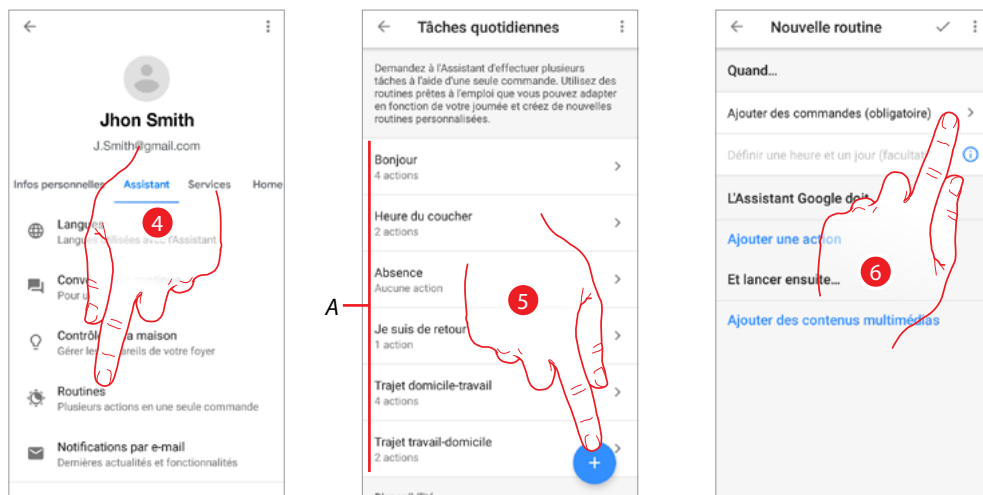 Jhon Smith
J.Smith@gmail.com
Infos personnelles Assistant Services Home
4
Langues
Langues utilisées avec l'Assistant
Pour
Contrôle la maison
Gérer les appareils de votre foyer
Routines
Plusieurs actions en une seule commande
Notifications par e-mail
Dernières actualités et fonctionnalités
Tâches quotidiennes
Demandez à l'Assistant d'effectuer plusieurs
tâches à l'aide d'une seule commande. Utilisez des
routines prêtes à l'emploi que vous pouvez adapter
en fonction de votre journée et créez de nouvelles
routines personnalisées.
Bonjour
4 actions
Heure du coucher
2 actions
Absence
Aucune action
A
5
Je suis de retour
1 action
Trajet domicile-travail
4 actions
Trajet travail-domicile
2 actions
+
Nouvelle routine
Quand...
Ajouter des commandes (obligatoire)
Définir une heure et un jour
L'Assistant Google doit
Ajouter une action
6
Et lancer ensuite...
Ajouter des contenus multimédias